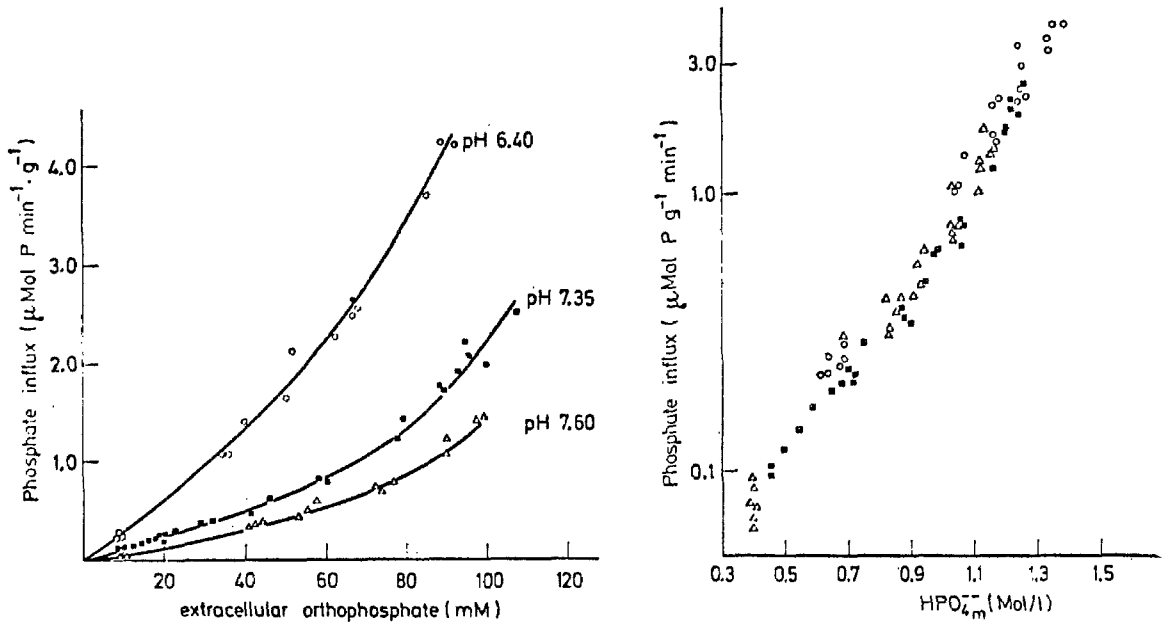 Phosphate influx (μMol P min⁻¹·g⁻¹)
4.0
3.0
2.0
1.0
pH 6.40
pH 7.35
pH 7.60
20
40
60
80
100
120
extracellular orthophosphate (mM)
Phosphate influx (μMol P g⁻¹ min⁻¹)
3.0
1.0
0.1
0.3
0.5
0.7
0.9
1.1
1.3
1.5
HPO₄⁻⁻ₘ (Mol/l)